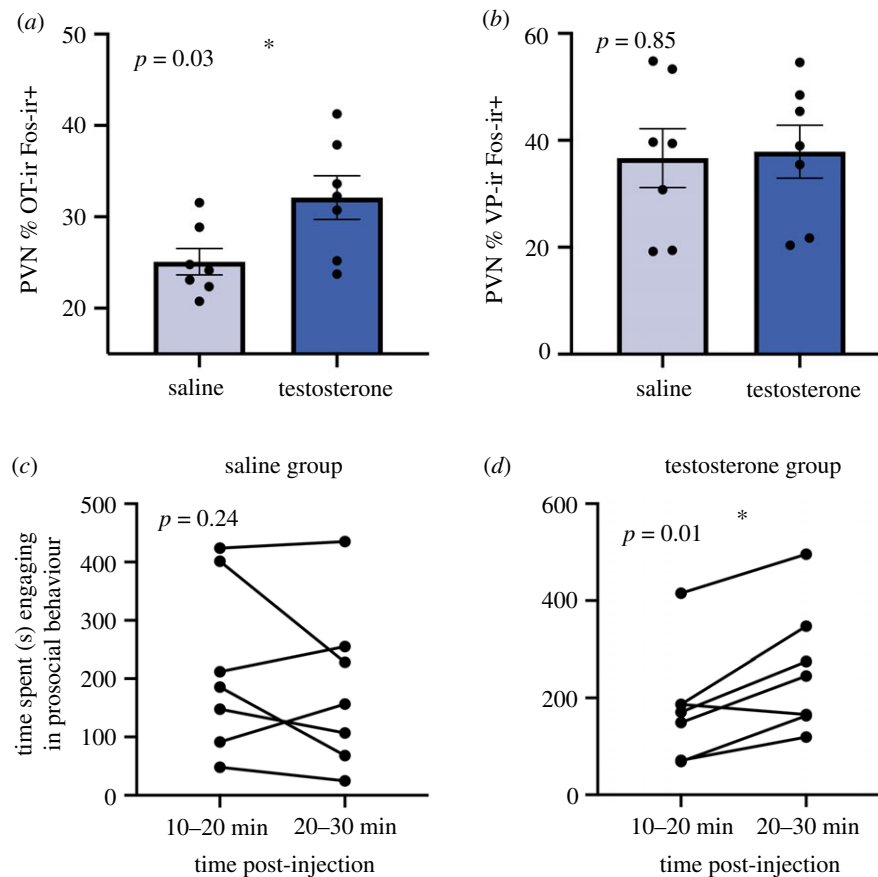 (a)
50
40
30
20
PVN % OT-ir Fos-ir+
p = 0.03
*
saline
testosterone
(b)
60
40
20
0
PVN % VP-ir Fos-ir+
p = 0.85
saline
testosterone
(c)
saline group
500
400
300
200
100
0
time spent (s) engaging
in prosocial behaviour
p = 0.24
10–20 min
20–30 min
time post-injection
(d)
testosterone group
600
400
200
0
p = 0.01
*
10–20 min
20–30 min
time post-injection